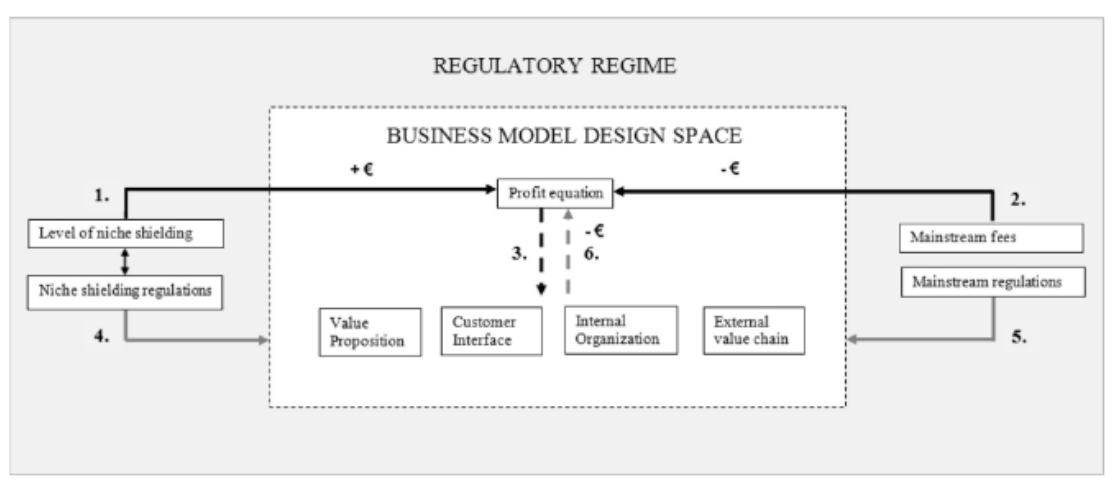 REGULATORY REGIME
BUSINESS MODEL DESIGN SPACE
+€
-€
1.
Profit equation
2.
Level of niche shielding
Mainstream fees
3.
-€
6.
Niche shielding regulations
Mainstream regulations
4.
Value
Proposition
Customer
Interface
Internal
Organization
External
value chain
5.